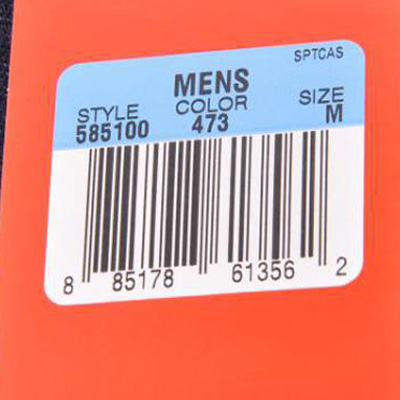 SPTCAS
MENS
STYLE COLOR SIZE
585100 473 M
8 85178 61356 2